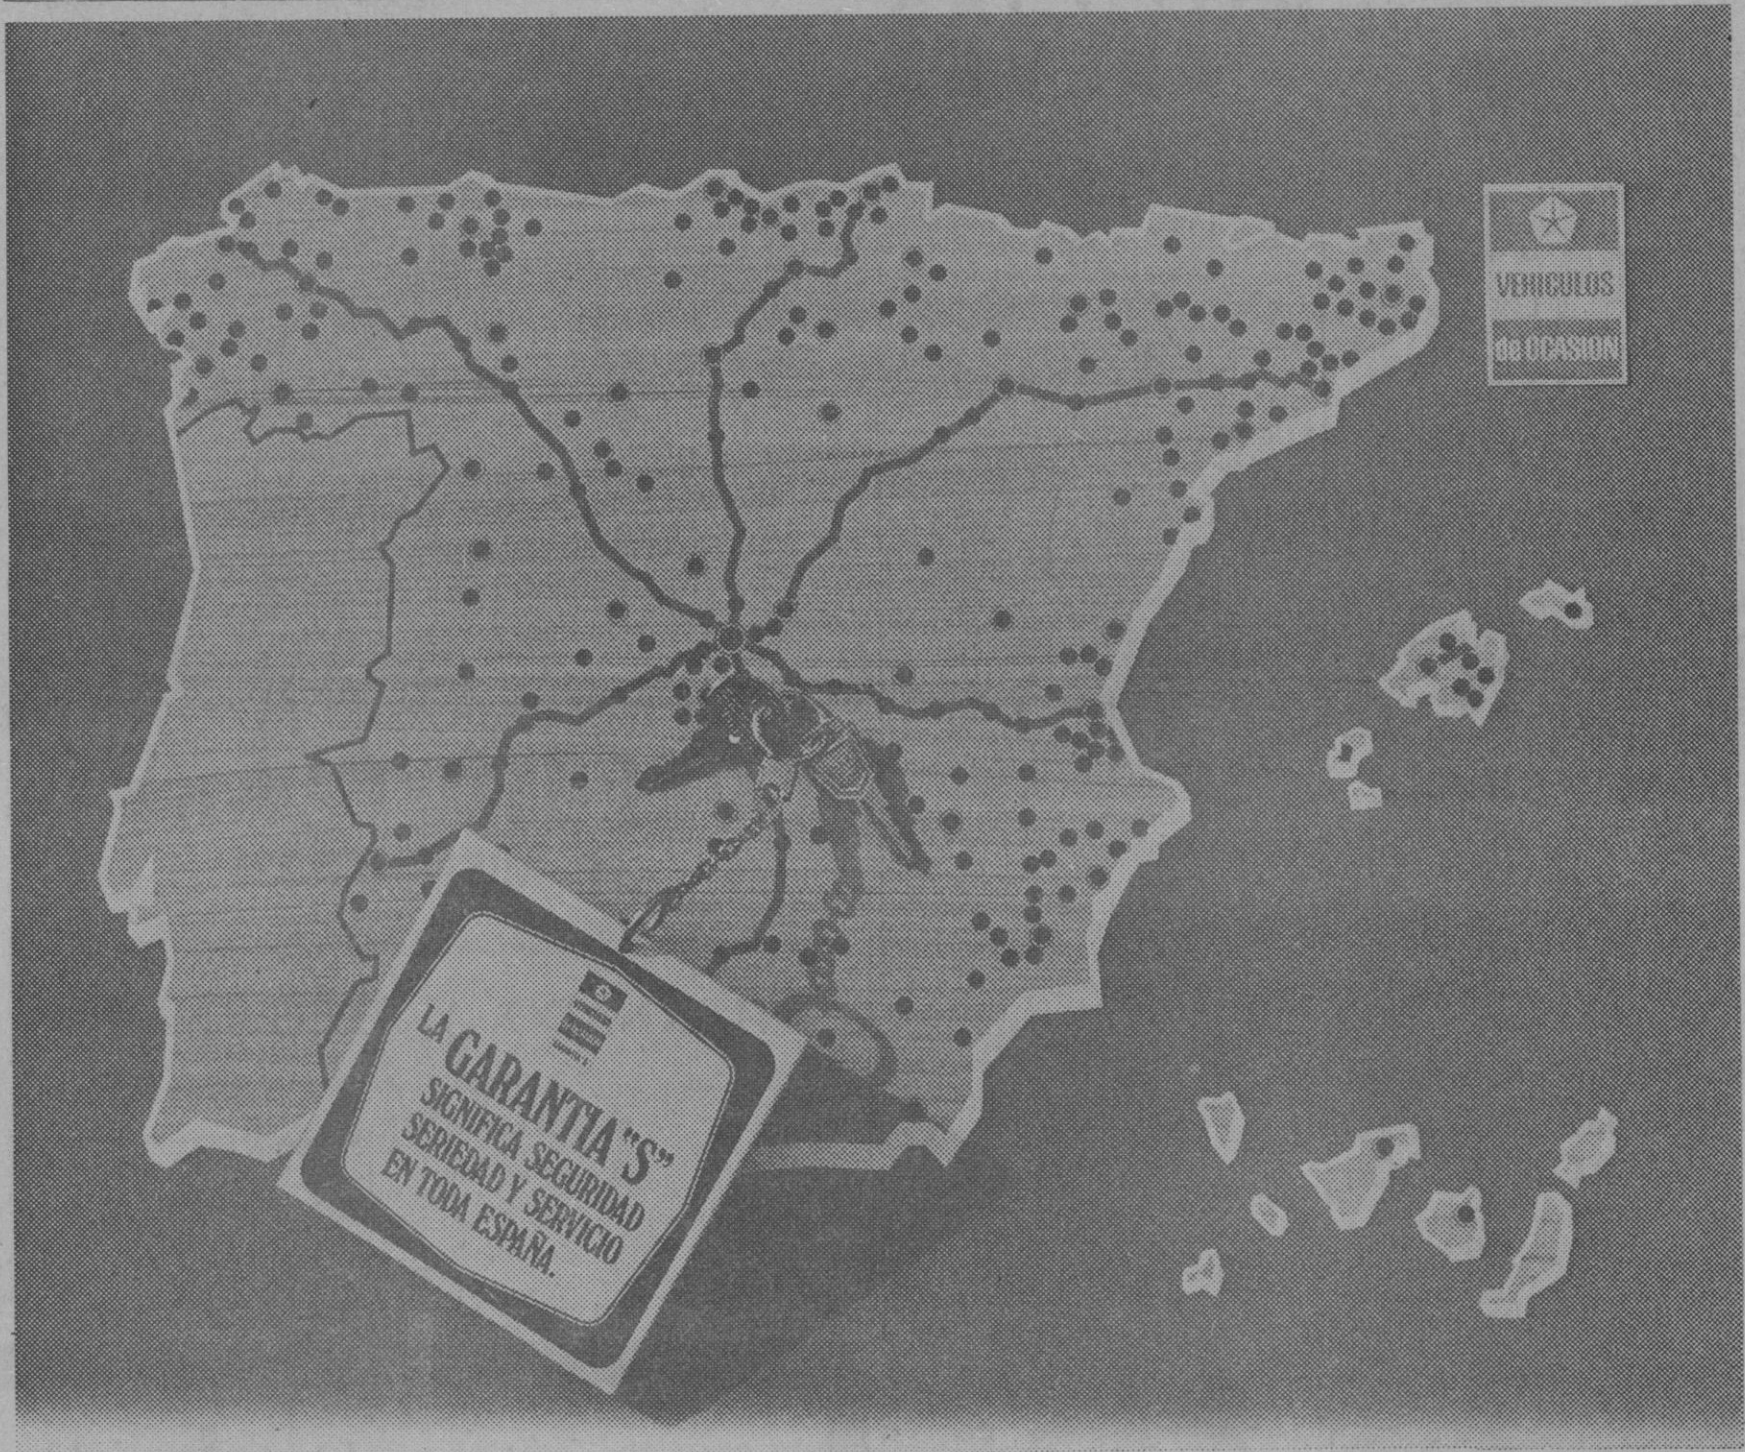 VEHICULOS
de OCASION
LA GARANTIA "S"
SIGNIFICA SEGURIDAD
SERIEDAD Y SERVICIO
EN TODA ESPAÑA.